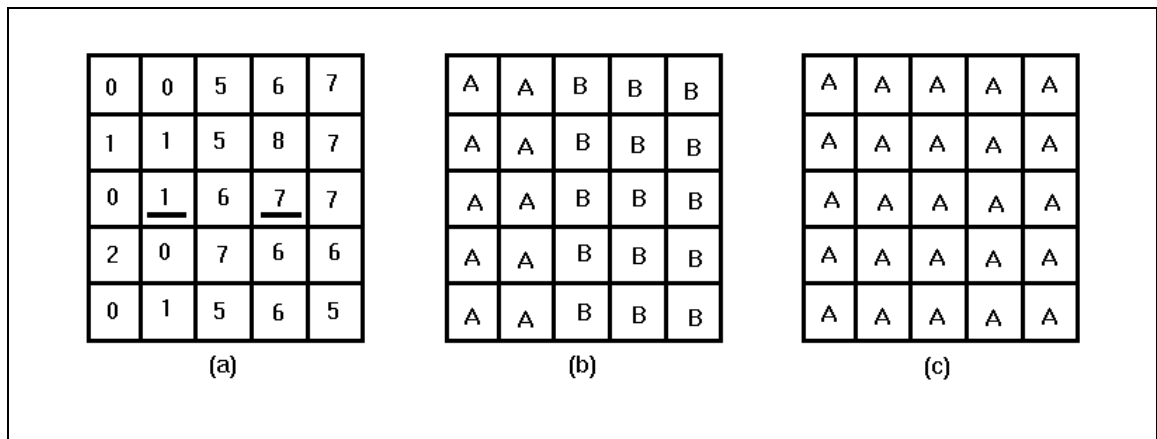 0 0 5 6 7 A A B B B A A A A A
1 1 5 8 7 A A B B B A A A A A
0 1 6 7 7 A A B B B A A A A A
2 0 7 6 6 A A B B B A A A A A
0 1 5 6 5 A A B B B A A A A A
(a) (b) (c)